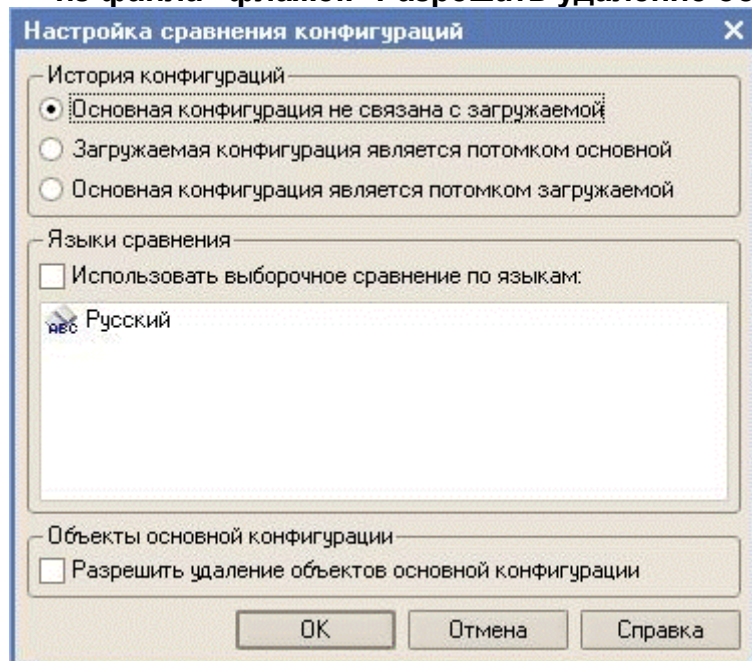 Настройка сравнения конфигураций
История конфигураций
Основная конфигурация не связана с загружаемой
Загружаемая конфигурация является потомком основной
Основная конфигурация является потомком загружаемой
Языки сравнения
Использовать выборочное сравнение по языкам:
ABC Русский
Объекты основной конфигурации
Разрешить удаление объектов основной конфигурации
OK Отмена Справка